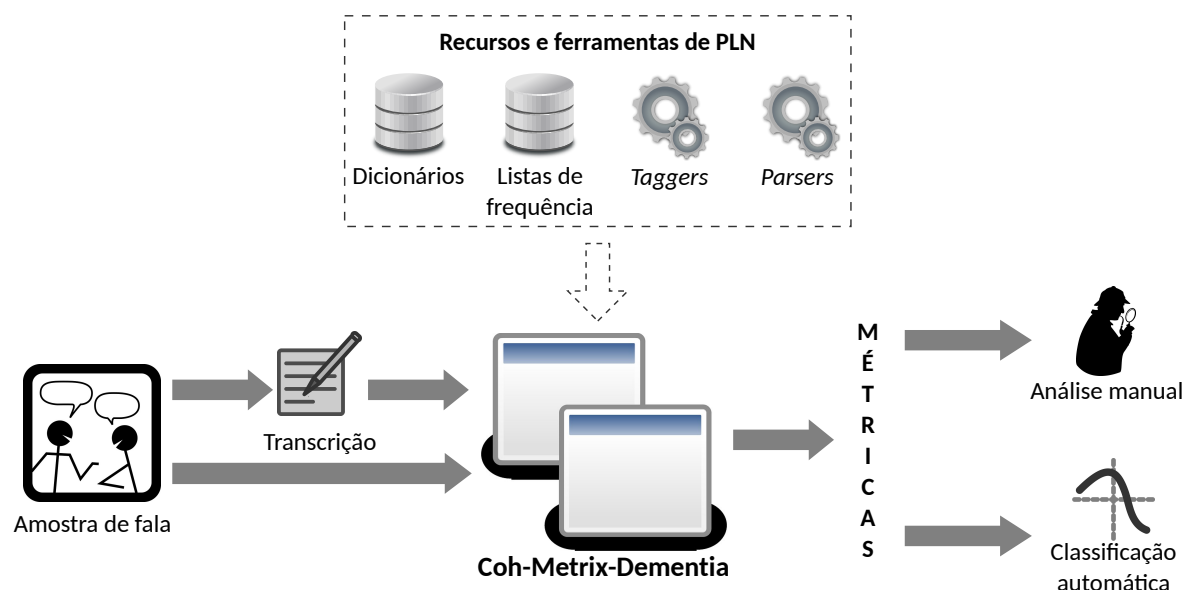 Recursos e ferramentas de PLN
Dicionários
Listas de
frequência
Taggers
Parsers
Transcrição
Amostra de fala
Coh-Metrix-Dementia
MÉTRICAS
Análise manual
Classificação
automática